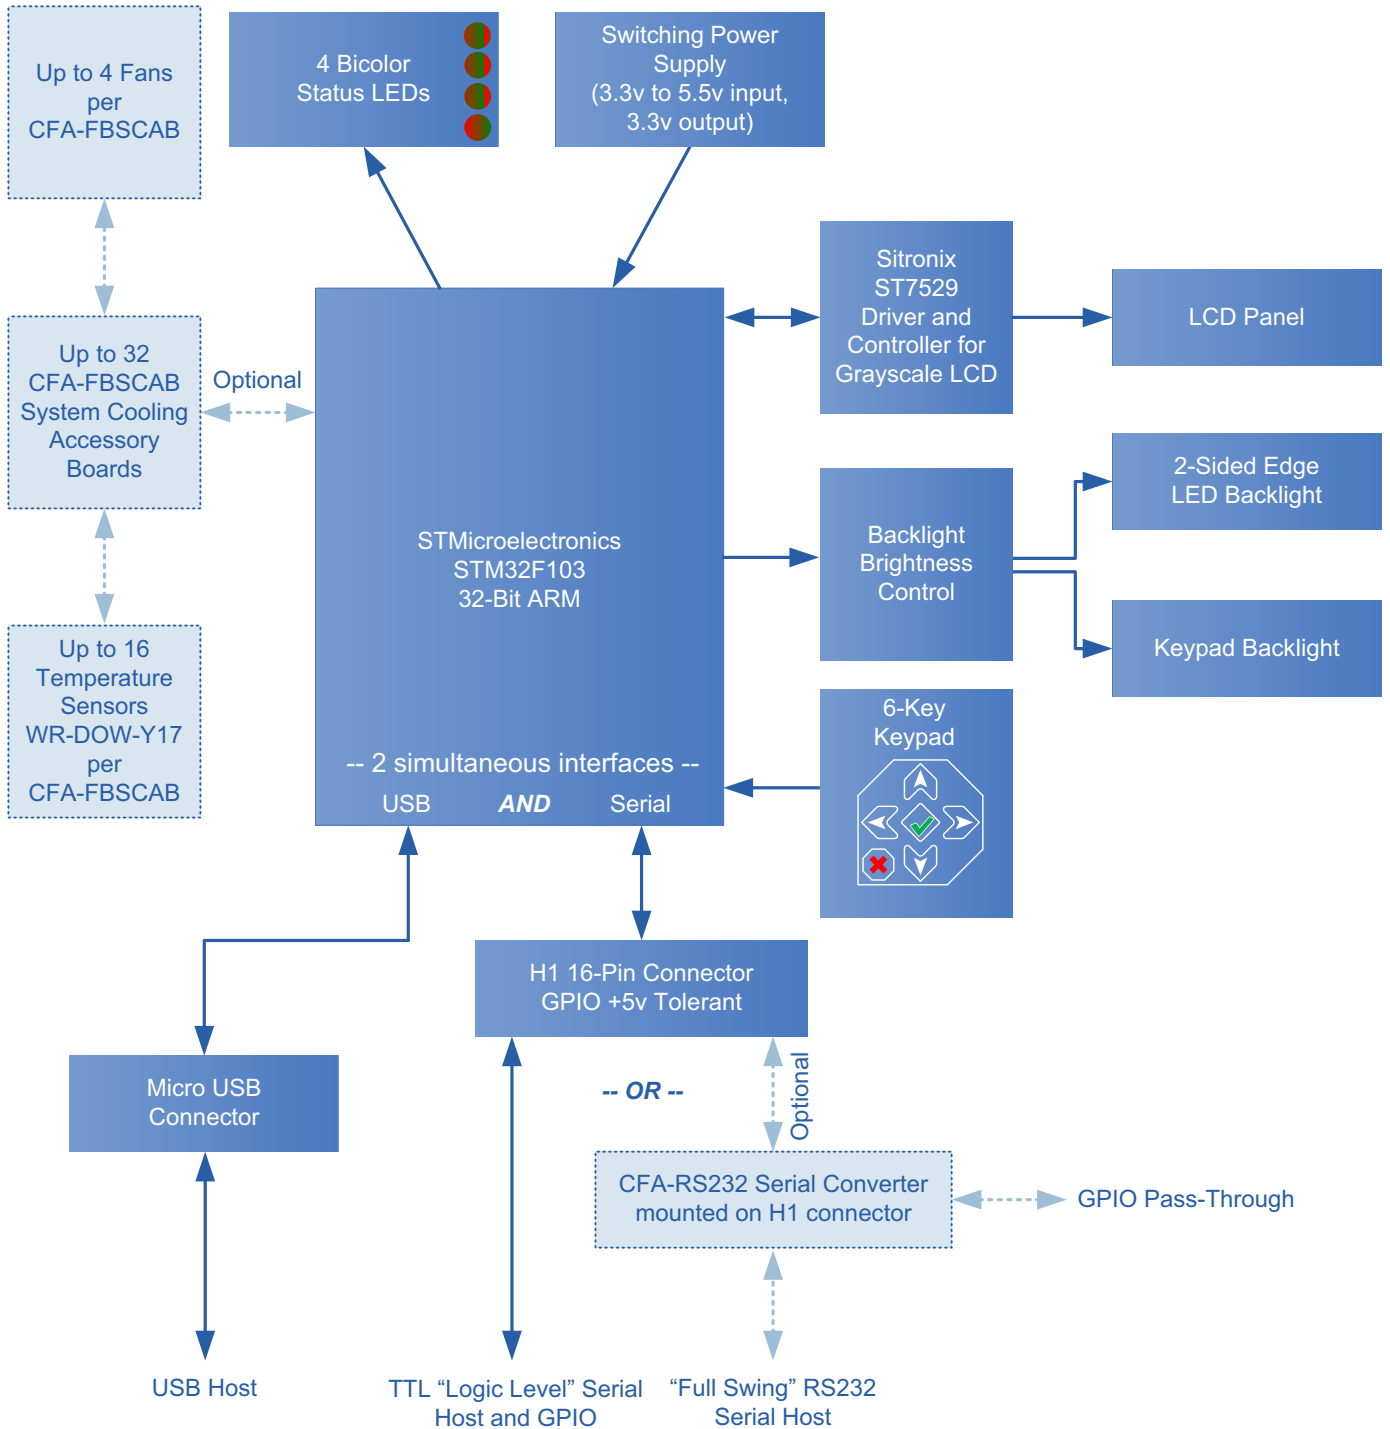 Up to 4 Fans
per
CFA-FBSCAB
4 Bicolor
Status LEDs
Switching Power
Supply
(3.3v to 5.5v input,
3.3v output)
Up to 32
CFA-FBSCAB
System Cooling
Accessory
Boards
Optional
Up to 16
Temperature
Sensors
WR-DOW-Y17
per
CFA-FBSCAB
STMicroelectronics
STM32F103
32-Bit ARM
-- 2 simultaneous interfaces --
USB AND Serial
Sitronix
ST7529
Driver and
Controller for
Grayscale LCD
LCD Panel
Backlight
Brightness
Control
2-Sided Edge
LED Backlight
Keypad Backlight
6-Key
Keypad
H1 16-Pin Connector
GPIO +5v Tolerant
Micro USB
Connector
-- OR --
Optional
CFA-RS232 Serial Converter
mounted on H1 connector
GPIO Pass-Through
USB Host
TTL “Logic Level” Serial
Host and GPIO
“Full Swing” RS232
Serial Host